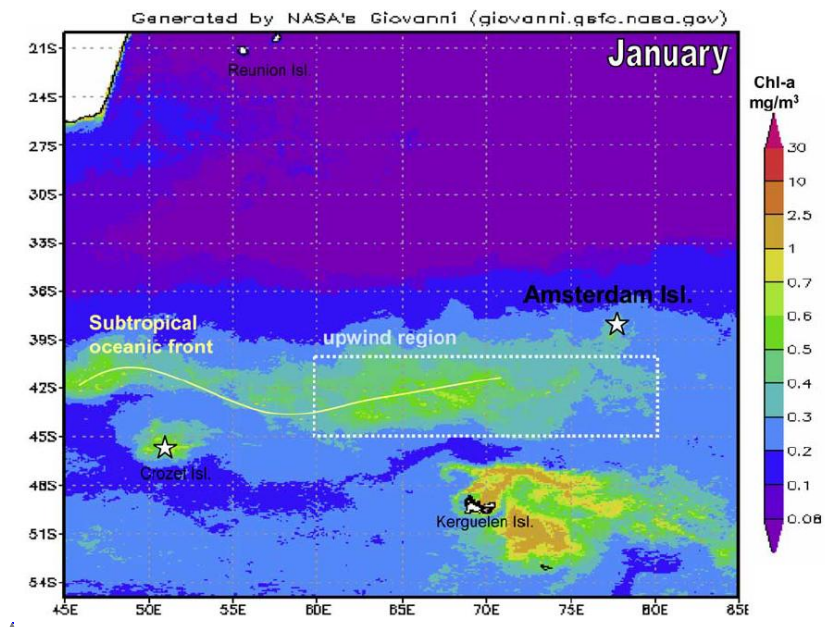 Generated by NASA's Giovanni (giovanni.gsfc.nasa.gov)
January
Chl-a
mg/m³
21S
24S
27S
30S
33S
36S
39S
42S
45S
48S
51S
54S
Reunion Isl
Amsterdam Isl.
Subtropical
oceanic front
upwind region
Crozet Isl.
Kerguelen Isl.
45E
50E
55E
60E
65E
70E
75E
80E
85E
30
10
2.5
1
0.7
0.6
0.5
0.4
0.3
0.2
0.1
0.08